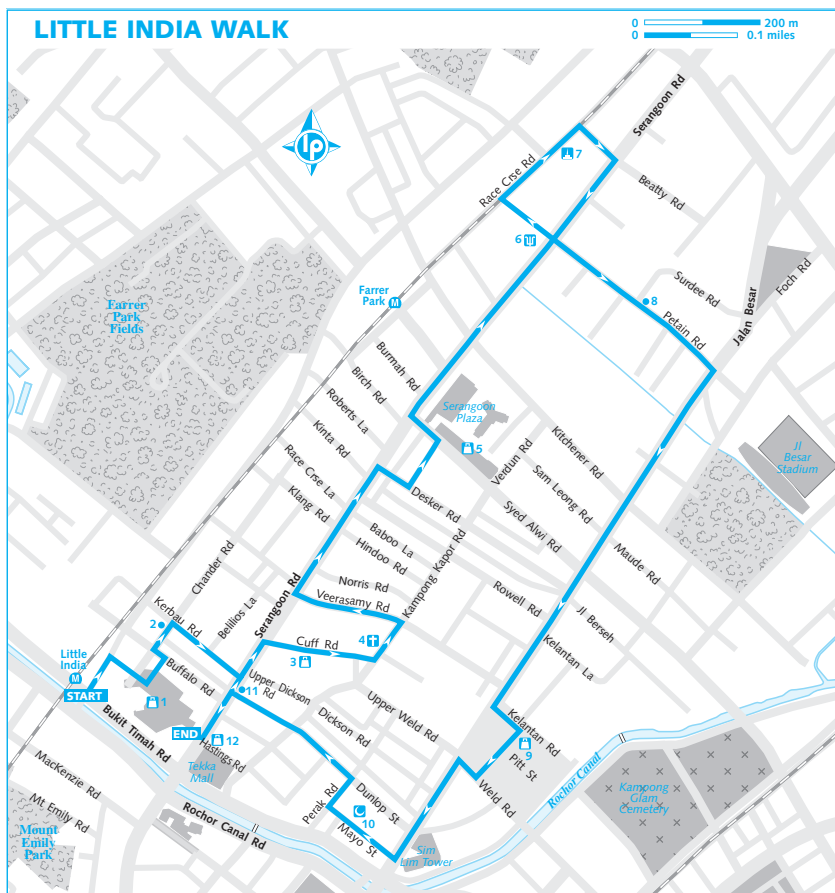 LITTLE INDIA WALK
0 200 m
0 0.1 miles
lp
Serangoon Rd
7
Race Crse Rd
Beatty Rd
6
Foch Rd
Surdee Rd
8
Farrer
Park M
Petain Rd
Jalan Besar
Farrer
Park
Fields
Burmah Rd
Birch Rd
Roberts La
Kinta Rd
Serangoon
Plaza
5
Kitchener Rd
Verdun Rd
Sam Leong Rd
Jl
Besar
Stadium
Race Crse La
Klang Rd
Desker Rd
Syed Alwi Rd
Baboo La
Hindoo Rd
Kampong Kapor Rd
Maude Rd
Chander Rd
Norris Rd
Veerasamy Rd
Rowell Rd
Jl Berseh
Belilios La
Serangoon Rd
2
Kerbau Rd
4
Cuff Rd
3
Kelantan La
Little
India
M
START
Buffalo Rd
1
11
Upper Dickson
Rd
Upper Weld Rd
Dickson Rd
Kelantan Rd
9
Pitt St
Bukit Timah Rd
END
12
Hastings Rd
Tekka
Mall
Weld Rd
Rochor Canal
Kampong
Glam
Cemetery
MacKenzie Rd
Mt Emily Rd
Perak Rd
Dunlop St
10
Mayo St
Rochor Canal Rd
Mount
Emily
Park
Sim
Lim Tower